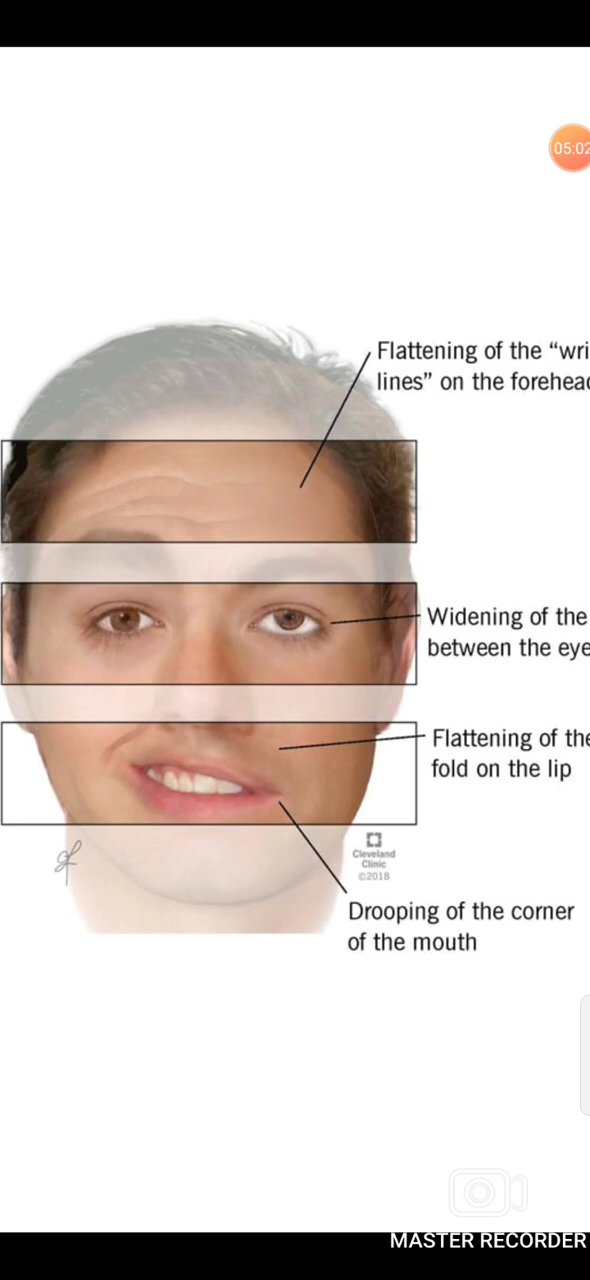 05:02
Flattening of the “wri
lines” on the forehea
Widening of the
between the eye
Flattening of the
fold on the lip
Cleveland
Clinic
©2018
Drooping of the corner
of the mouth
MASTER RECORDER